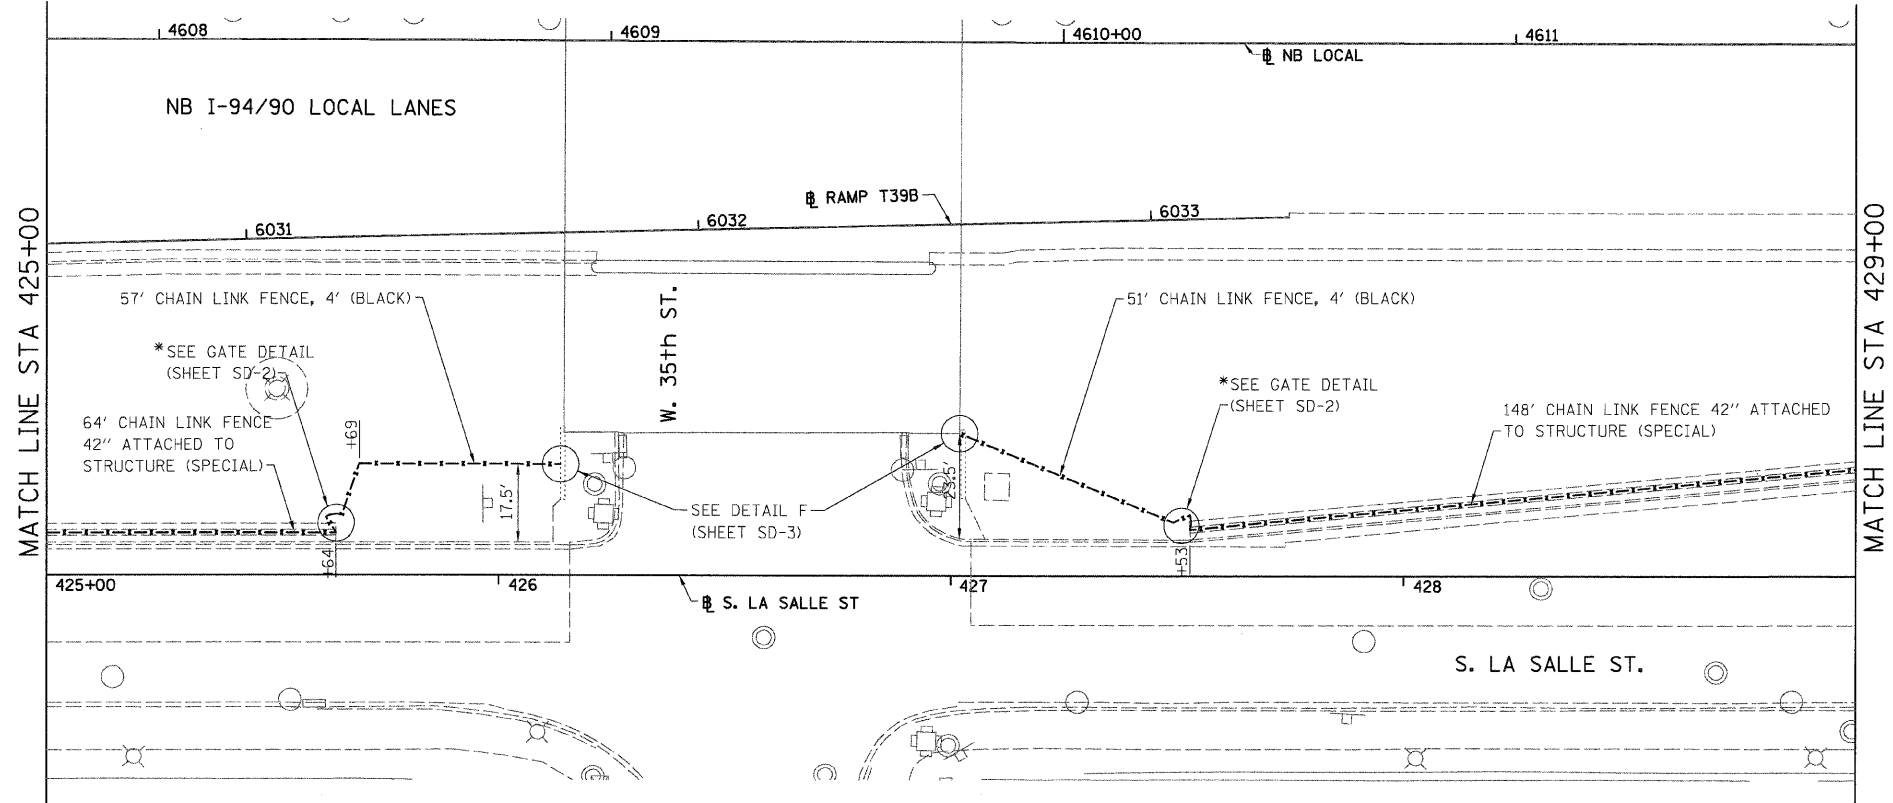 4608
4609
4610+00
4611
℄ NB LOCAL
NB I-94/90 LOCAL LANES
℄ RAMP T39B
6031
6032
6033
MATCH LINE STA 425+00
MATCH LINE STA 429+00
57' CHAIN LINK FENCE, 4' (BLACK)
51' CHAIN LINK FENCE, 4' (BLACK)
W. 35th ST.
*SEE GATE DETAIL
(SHEET SD-2)
*SEE GATE DETAIL
(SHEET SD-2)
64' CHAIN LINK FENCE
42" ATTACHED TO
STRUCTURE (SPECIAL)
148' CHAIN LINK FENCE 42" ATTACHED
TO STRUCTURE (SPECIAL)
+69
17.5'
23.5'
SEE DETAIL F
(SHEET SD-3)
+64
+53
425+00
426
427
428
℄ S. LA SALLE ST
S. LA SALLE ST.